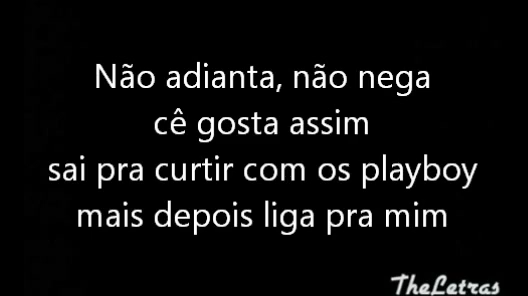 Não adianta, não nega
cê gosta assim
sai pra curtir com os playboy
mais depois liga pra mim
TheLetras